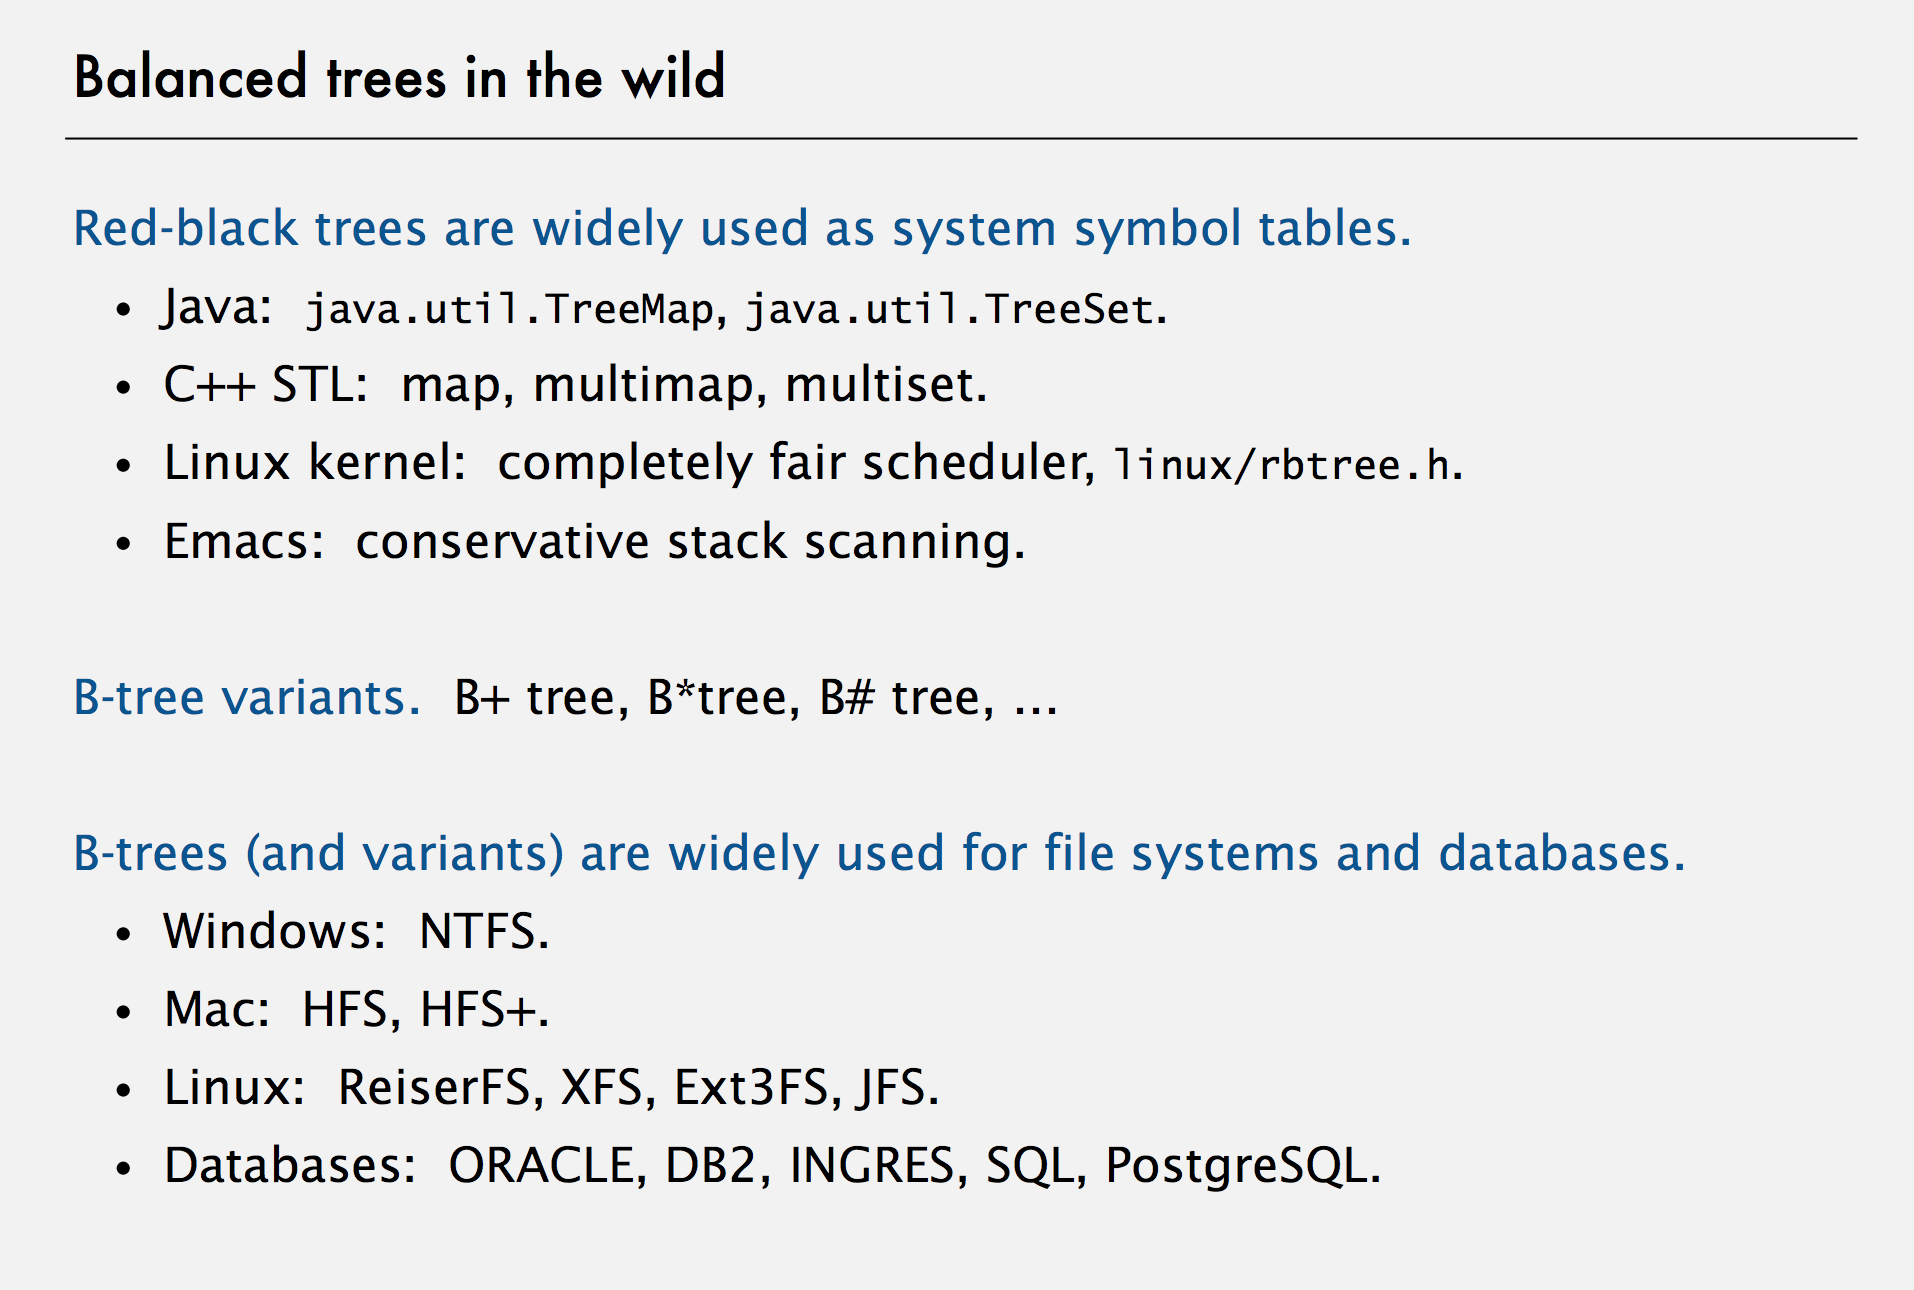 Balanced trees in the wild
Red-black trees are widely used as system symbol tables.
• Java: java.util.TreeMap, java.util.TreeSet.
• C++ STL: map, multimap, multiset.
• Linux kernel: completely fair scheduler, linux/rbtree.h.
• Emacs: conservative stack scanning.
B-tree variants. B+ tree, B*tree, B# tree, …
B-trees (and variants) are widely used for file systems and databases.
• Windows: NTFS.
• Mac: HFS, HFS+.
• Linux: ReiserFS, XFS, Ext3FS, JFS.
• Databases: ORACLE, DB2, INGRES, SQL, PostgreSQL.